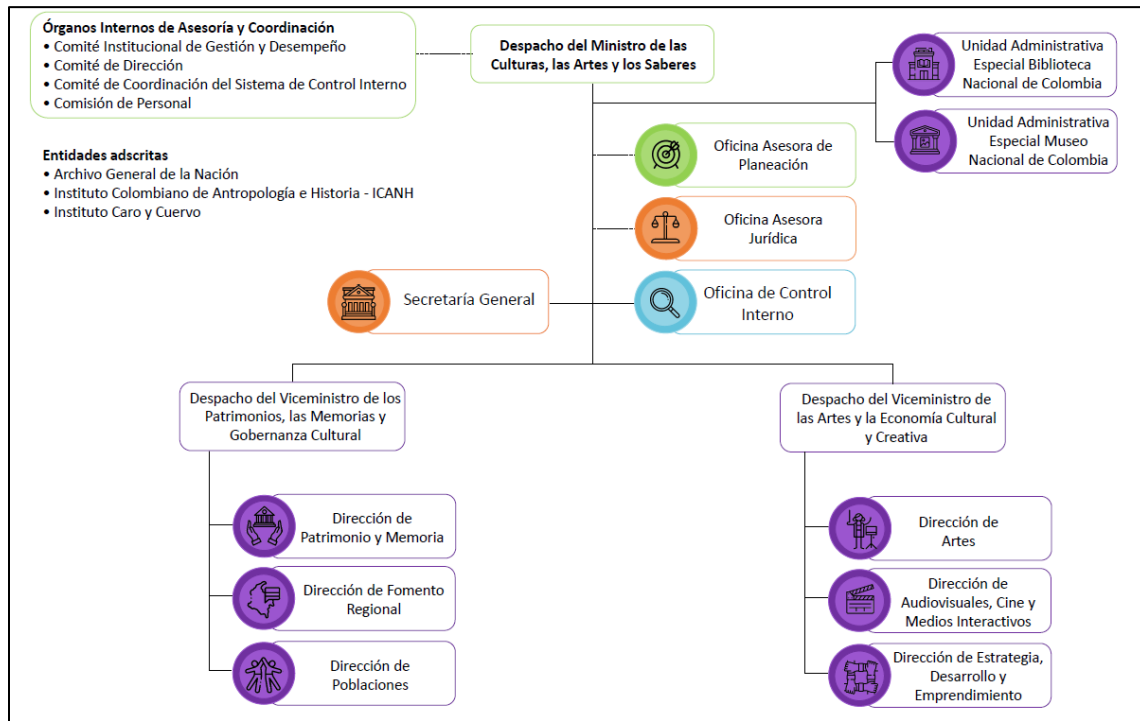 Órganos Internos de Asesoría y Coordinación
• Comité Institucional de Gestión y Desempeño
• Comité de Dirección
• Comité de Coordinación del Sistema de Control Interno
• Comisión de Personal
Despacho del Ministro de las
Culturas, las Artes y los Saberes
Unidad Administrativa
Especial Biblioteca
Nacional de Colombia
Unidad Administrativa
Especial Museo
Nacional de Colombia
Entidades adscritas
• Archivo General de la Nación
• Instituto Colombiano de Antropología e Historia - ICANH
• Instituto Caro y Cuervo
Oficina Asesora de
Planeación
Oficina Asesora
Jurídica
Secretaría General
Oficina de Control
Interno
Despacho del Viceministro de los
Patrimonios, las Memorias y
Gobernanza Cultural
Despacho del Viceministro de
las Artes y la Economía Cultural
y Creativa
Dirección de
Patrimonio y Memoria
Dirección de Fomento
Regional
Dirección de
Poblaciones
Dirección de
Artes
Dirección de
Audiovisuales, Cine y
Medios Interactivos
Dirección de Estrategia,
Desarrollo y
Emprendimiento